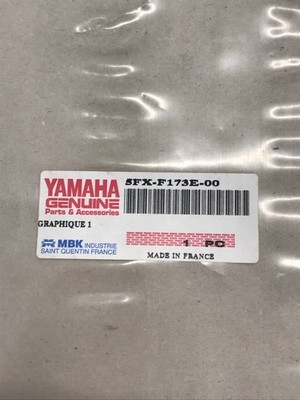 YAMAHA
GENUINE
Parts & Accessories
5FX-F173E-00
GRAPHIQUE 1
MBK INDUSTRIE
SAINT QUENTIN FRANCE
1 PC
MADE IN FRANCE